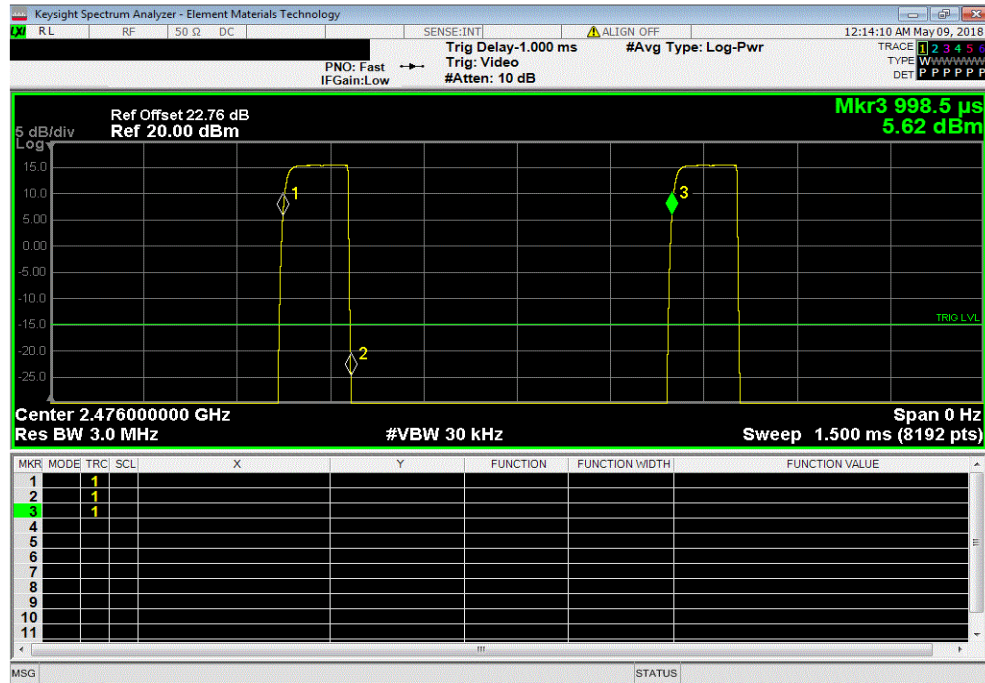 Keysight Spectrum Analyzer - Element Materials Technology
LXI RL RF 50 Ω DC SENSE:INT ALIGN OFF 12:14:10 AM May 09, 2018
Trig Delay-1.000 ms #Avg Type: Log-Pwr TRACE 1 2 3 4 5 6
PNO: Fast Trig: Video TYPE WWWWWW
IFGain:Low #Atten: 10 dB DET P P P P P P
Mkr3 998.5 µs
Ref Offset 22.76 dB
5 dB/div Ref 20.00 dBm 5.62 dBm
Log
15.0
1 3
10.0
5.00
0.00
-5.00
-10.0
-15.0 TRIG LVL
-20.0 2
-25.0
Center 2.476000000 GHz Span 0 Hz
Res BW 3.0 MHz #VBW 30 kHz Sweep 1.500 ms (8192 pts)
MKR MODE TRC SCL X Y FUNCTION FUNCTION WIDTH FUNCTION VALUE
1 1
2 1
3 1
4
5
6
7
8
9
10
11
MSG STATUS